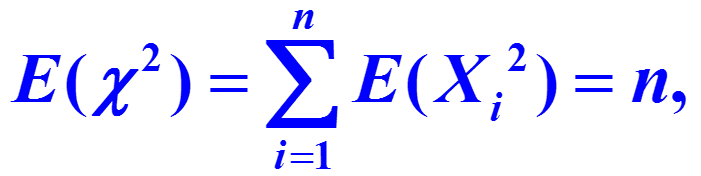 E(χ²) = ∑_{i=1}^{n} E(X_i²) = n,